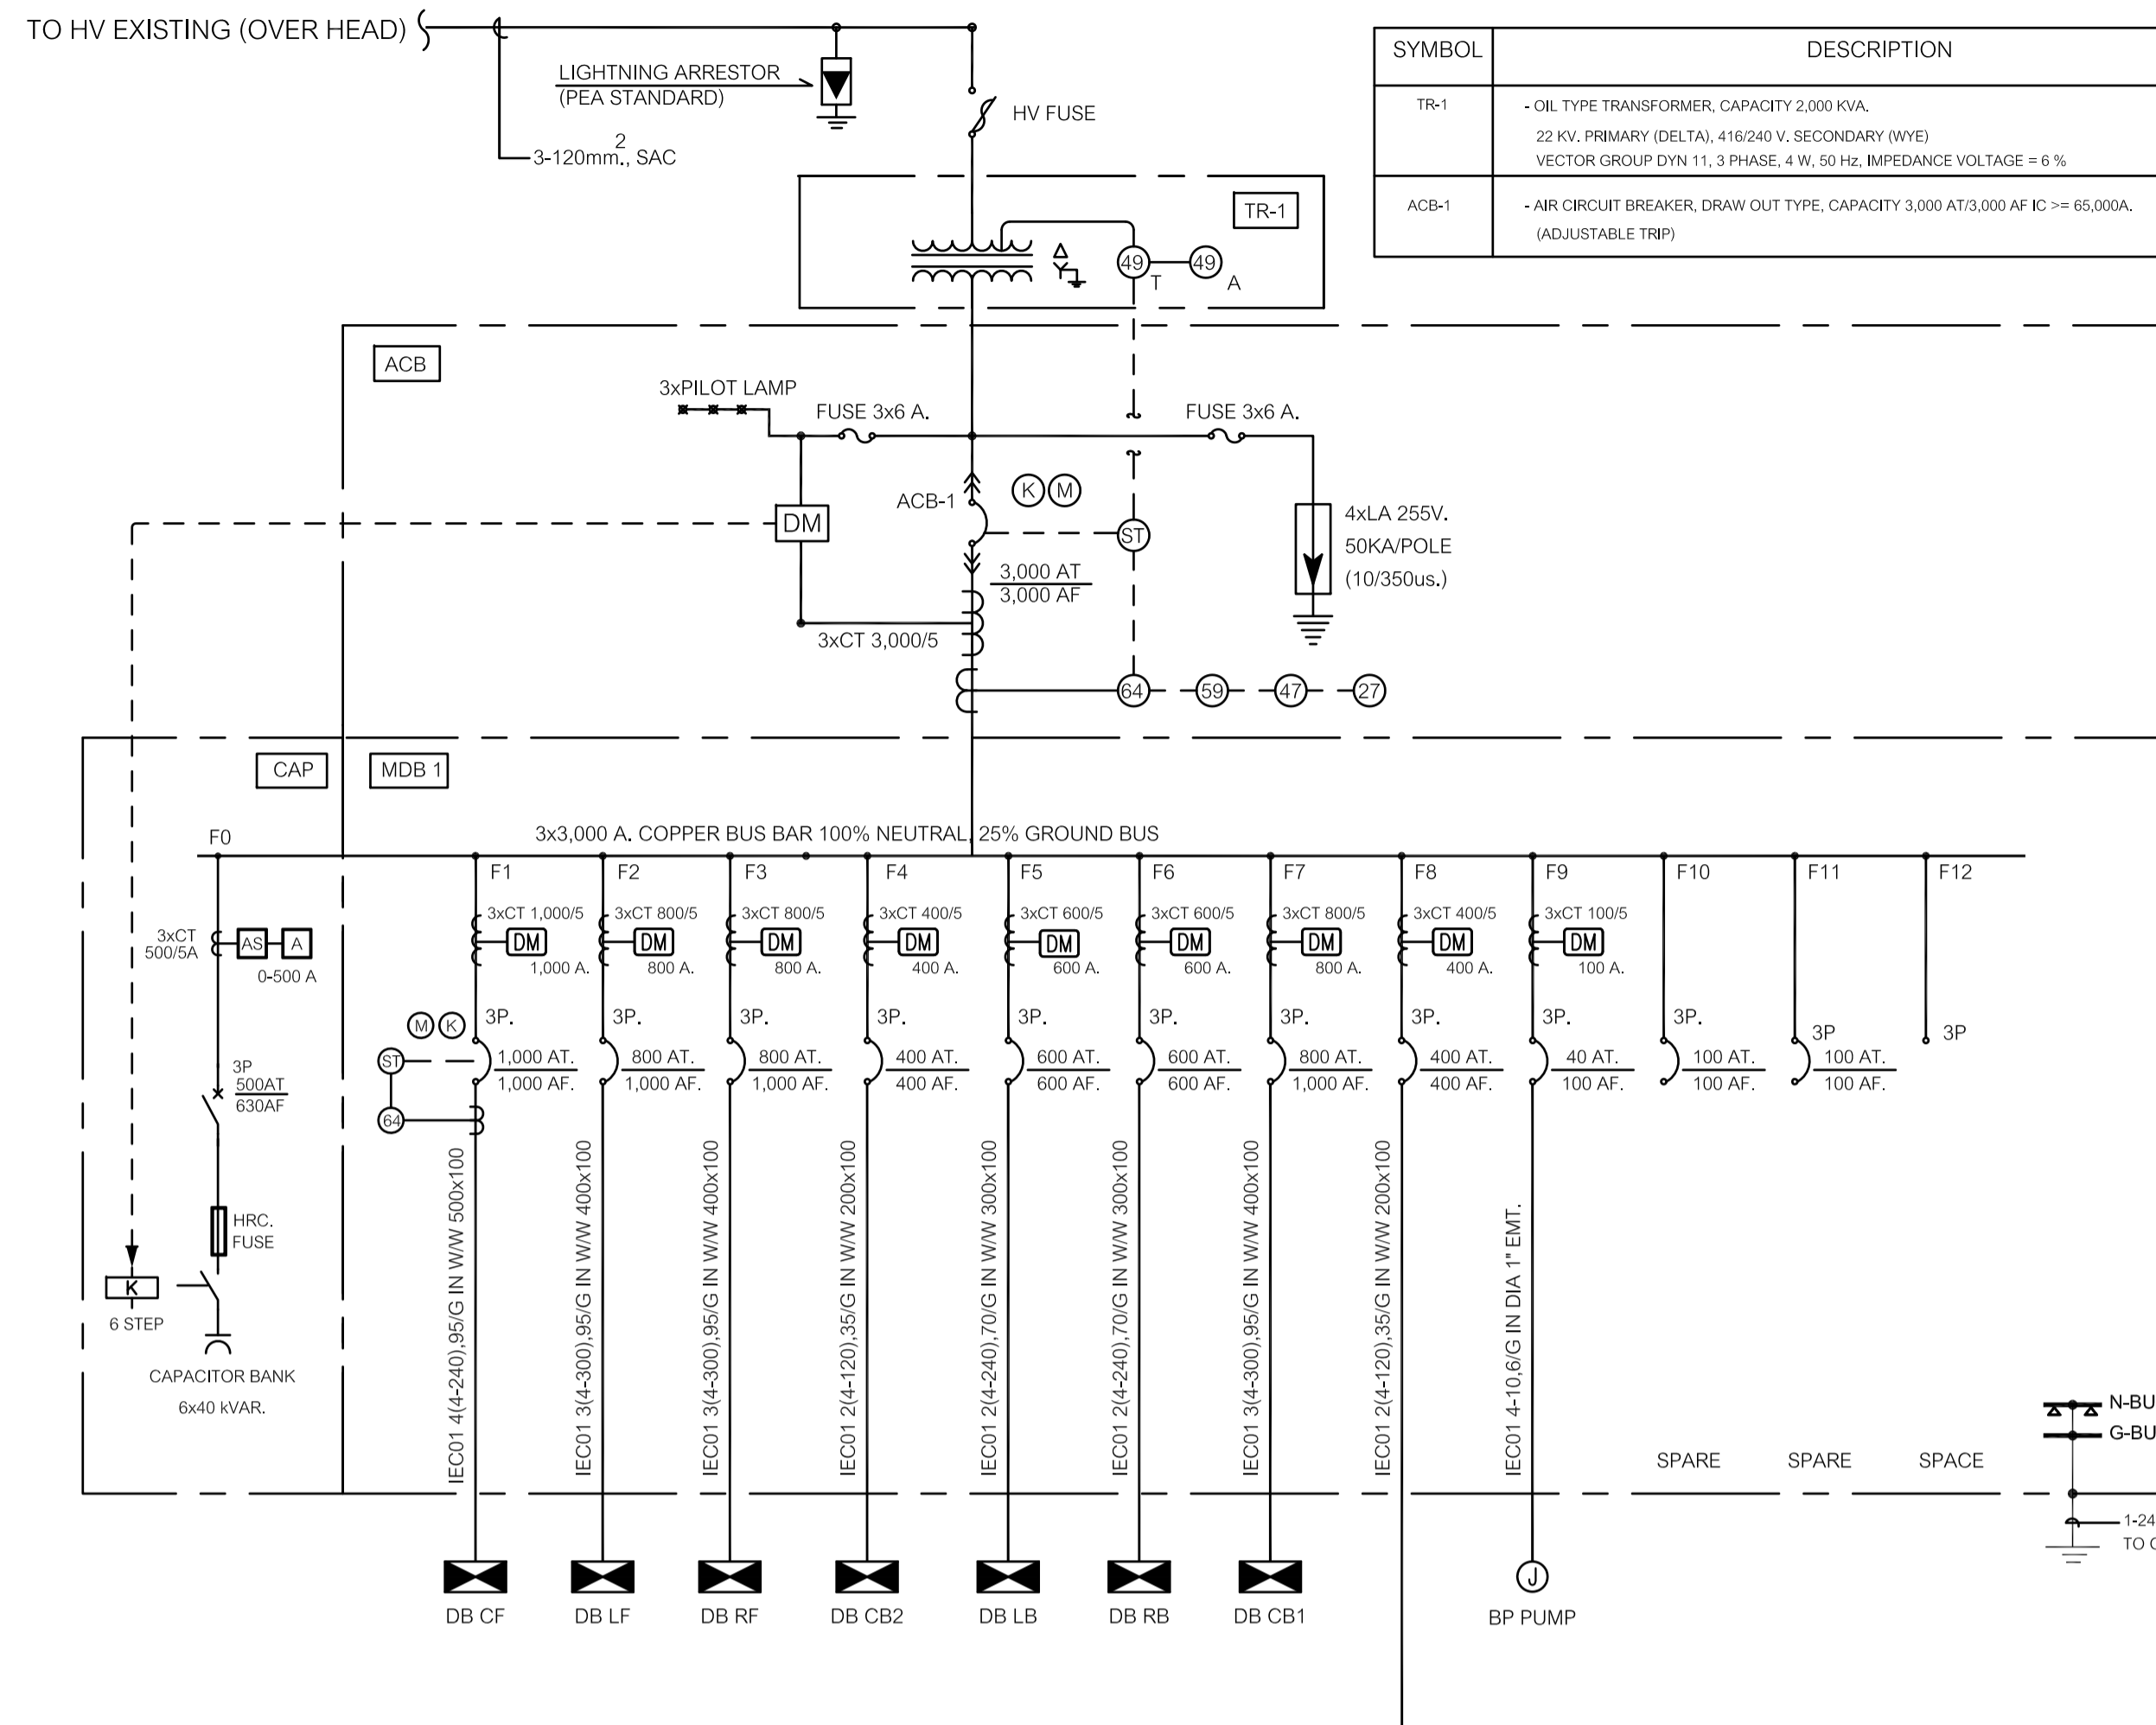 TO HV EXISTING (OVER HEAD)
LIGHTNING ARRESTOR
(PEA STANDARD)
3-120mm²., SAC
HV FUSE
SYMBOL
DESCRIPTION
TR-1
- OIL TYPE TRANSFORMER, CAPACITY 2,000 KVA.
22 KV. PRIMARY (DELTA), 416/240 V. SECONDARY (WYE)
VECTOR GROUP DYN 11, 3 PHASE, 4 W, 50 Hz, IMPEDANCE VOLTAGE = 6 %
ACB-1
- AIR CIRCUIT BREAKER, DRAW OUT TYPE, CAPACITY 3,000 AT/3,000 AF IC >= 65,000A.
(ADJUSTABLE TRIP)
TR-1
49
T
49
A
ACB
3xPILOT LAMP
FUSE 3x6 A.
FUSE 3x6 A.
ACB-1
K
M
DM
ST
4xLA 255V.
50KA/POLE
(10/350us.)
3,000 AT
3,000 AF
3xCT 3,000/5
64
59
47
27
CAP
MDB 1
F0
3x3,000 A. COPPER BUS BAR 100% NEUTRAL, 25% GROUND BUS
F1
F2
F3
F4
F5
F6
F7
F8
F9
F10
F11
F12
3xCT
500/5A
AS
A
0-500 A
3xCT 1,000/5
DM
1,000 A.
3xCT 800/5
DM
800 A.
3xCT 800/5
DM
800 A.
3xCT 400/5
DM
400 A.
3xCT 600/5
DM
600 A.
3xCT 600/5
DM
600 A.
3xCT 800/5
DM
800 A.
3xCT 400/5
DM
400 A.
3xCT 100/5
DM
100 A.
M
K
ST
64
3P
500AT
630AF
3P.
1,000 AT.
1,000 AF.
3P.
800 AT.
1,000 AF.
3P.
800 AT.
1,000 AF.
3P.
400 AT.
400 AF.
3P.
600 AT.
600 AF.
3P.
600 AT.
600 AF.
3P.
800 AT.
1,000 AF.
3P.
400 AT.
400 AF.
3P.
40 AT.
100 AF.
3P.
100 AT.
100 AF.
3P
100 AT.
100 AF.
3P
HRC.
FUSE
K
6 STEP
CAPACITOR BANK
6x40 kVAR.
IEC01 4(4-240),95/G IN W/W 500x100
IEC01 3(4-300),95/G IN W/W 400x100
IEC01 3(4-300),95/G IN W/W 400x100
IEC01 2(4-120),35/G IN W/W 200x100
IEC01 2(4-240),70/G IN W/W 300x100
IEC01 2(4-240),70/G IN W/W 300x100
IEC01 3(4-300),95/G IN W/W 400x100
IEC01 2(4-120),35/G IN W/W 200x100
IEC01 4-10,6/G IN DIA 1" EMT.
SPARE
SPARE
SPACE
N-BU
G-BU
1-24
TO
DB CF
DB LF
DB RF
DB CB2
DB LB
DB RB
DB CB1
J
BP PUMP